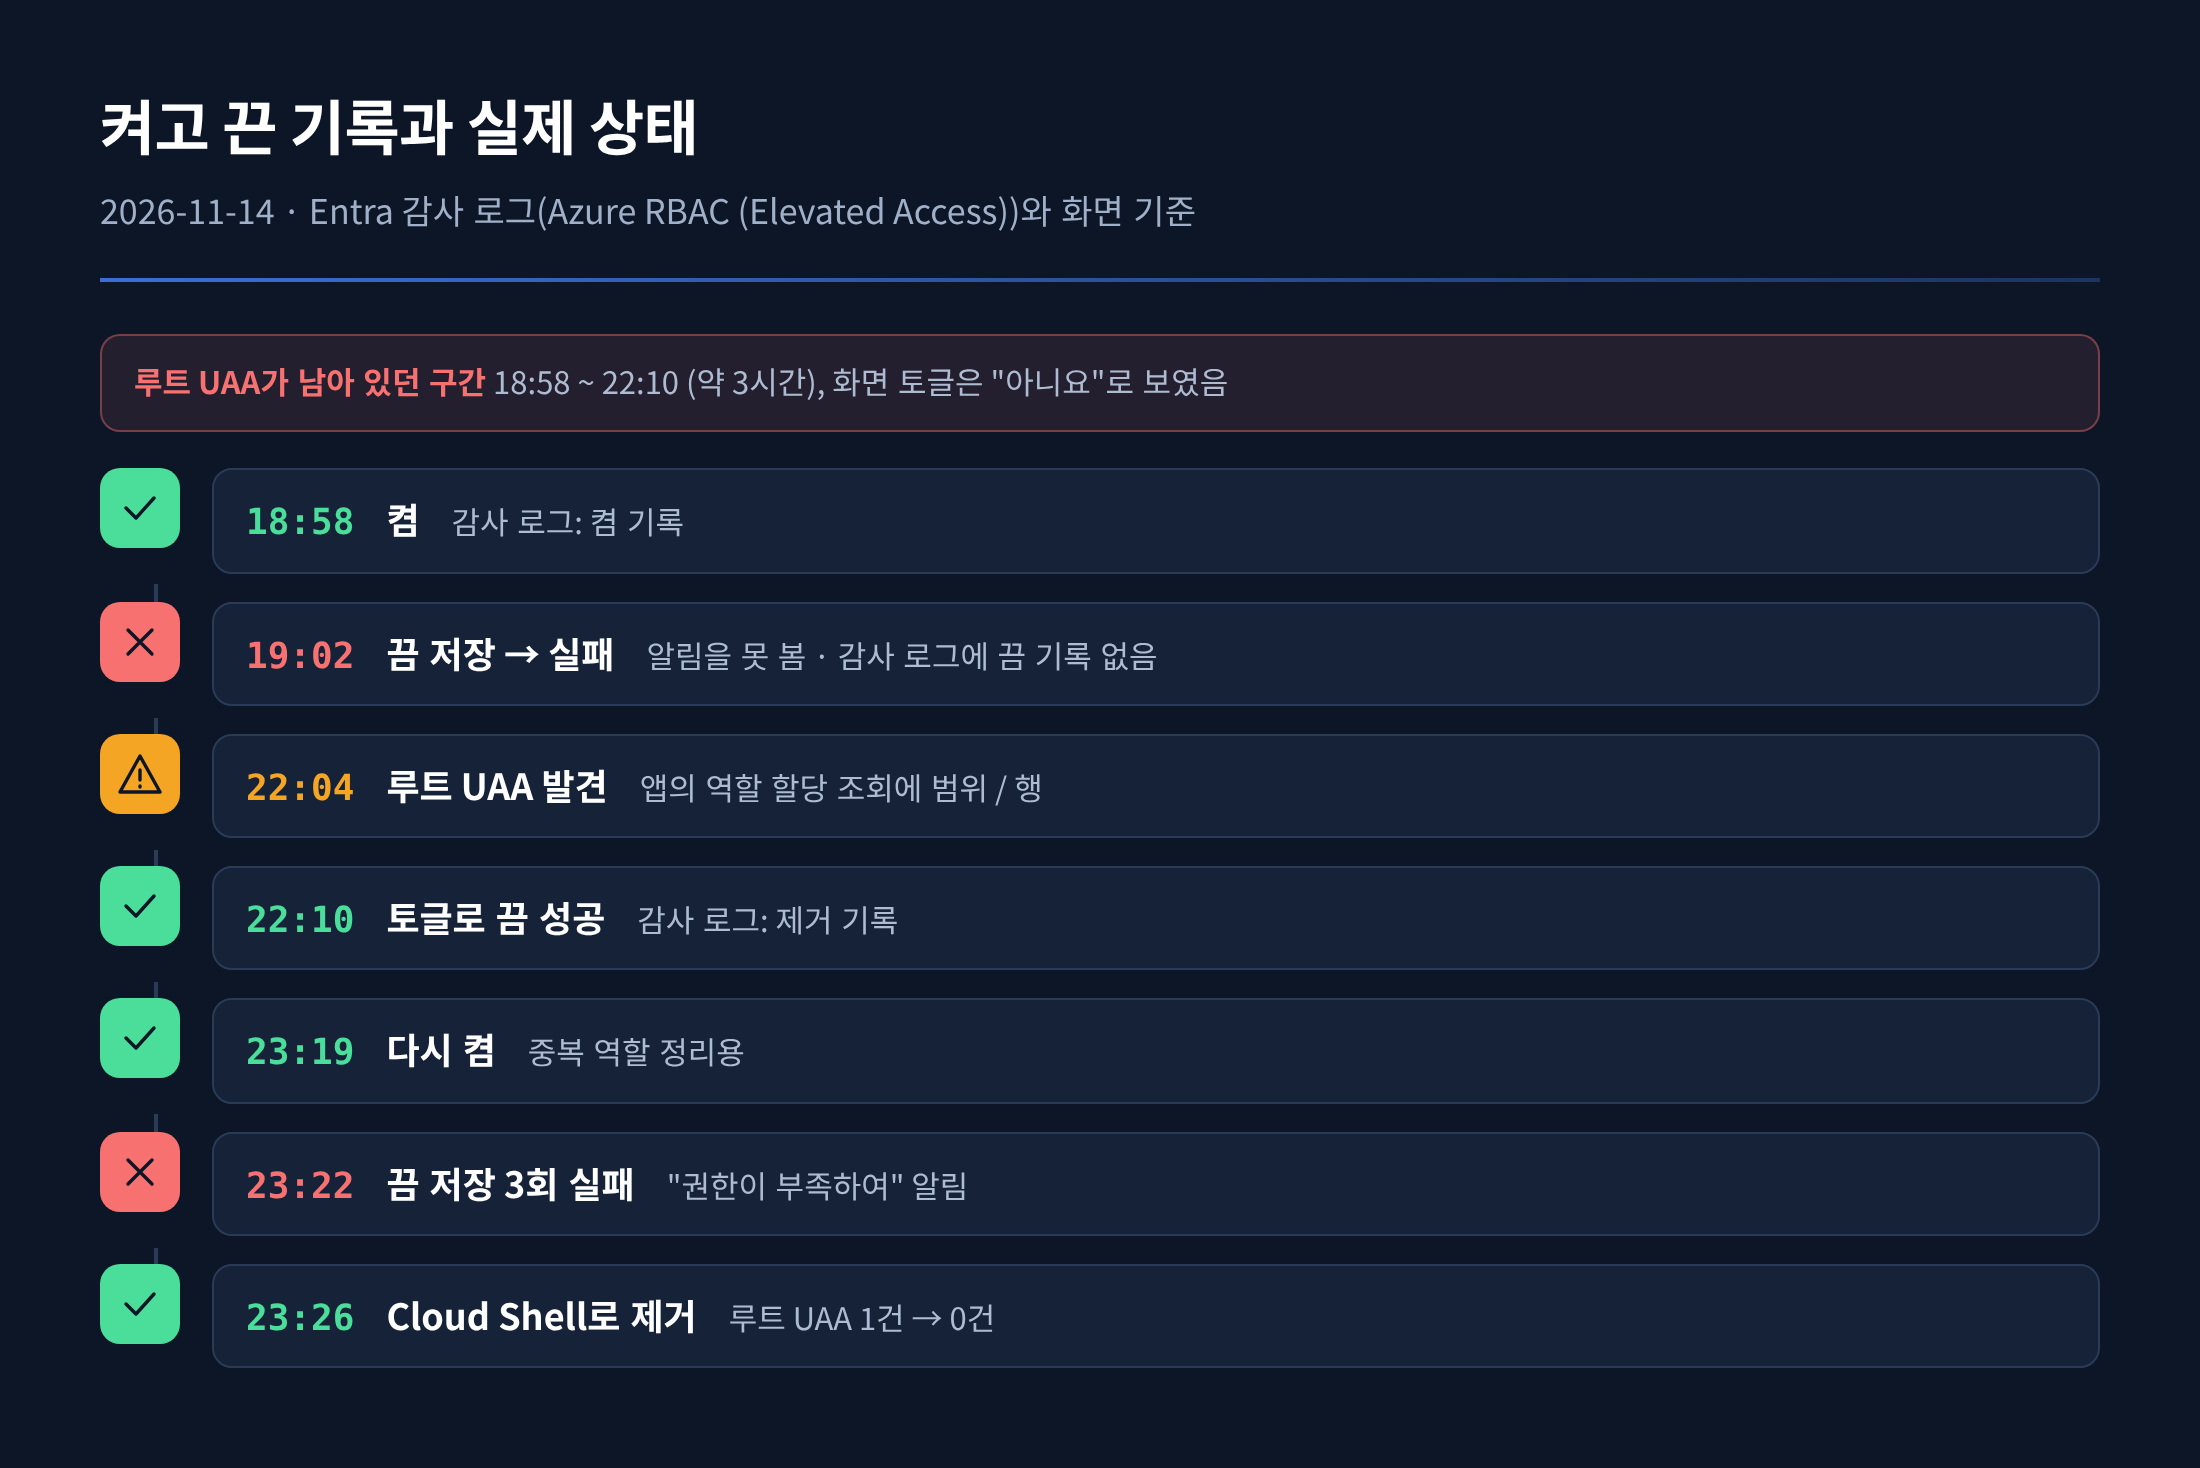 켜고 끈 기록과 실제 상태
2026-11-14 · Entra 감사 로그(Azure RBAC (Elevated Access))와 화면 기준
루트 UAA가 남아 있던 구간 18:58 ~ 22:10 (약 3시간), 화면 토글은 "아니요"로 보였음
18:58 켬 감사 로그: 켬 기록
19:02 끔 저장 → 실패 알림을 못 봄 · 감사 로그에 끔 기록 없음
22:04 루트 UAA 발견 앱의 역할 할당 조회에 범위 / 행
22:10 토글로 끔 성공 감사 로그: 제거 기록
23:19 다시 켬 중복 역할 정리용
23:22 끔 저장 3회 실패 "권한이 부족하여" 알림
23:26 Cloud Shell로 제거 루트 UAA 1건 → 0건